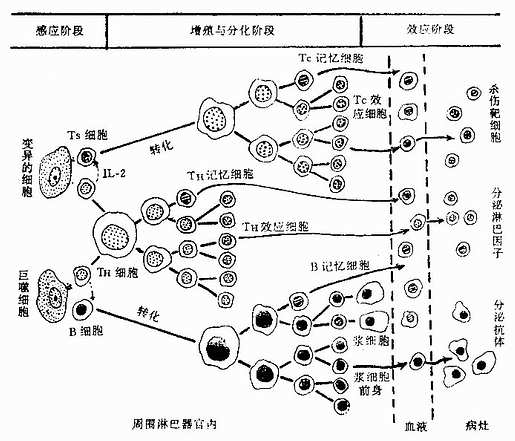 感应阶段
增殖与分化阶段
效应阶段
Tc 记忆细胞
Tc 效
应细胞
杀伤靶细胞
Ts 细胞
转化
变异的细胞
IL-2
TH 记忆细胞
分泌淋巴因子
TH 效应细胞
TH 细胞
B 记忆细胞
巨噬细胞
B 细胞
转化
浆细胞
分泌抗体
浆细胞
前身
周围淋巴器官内
血液
病灶